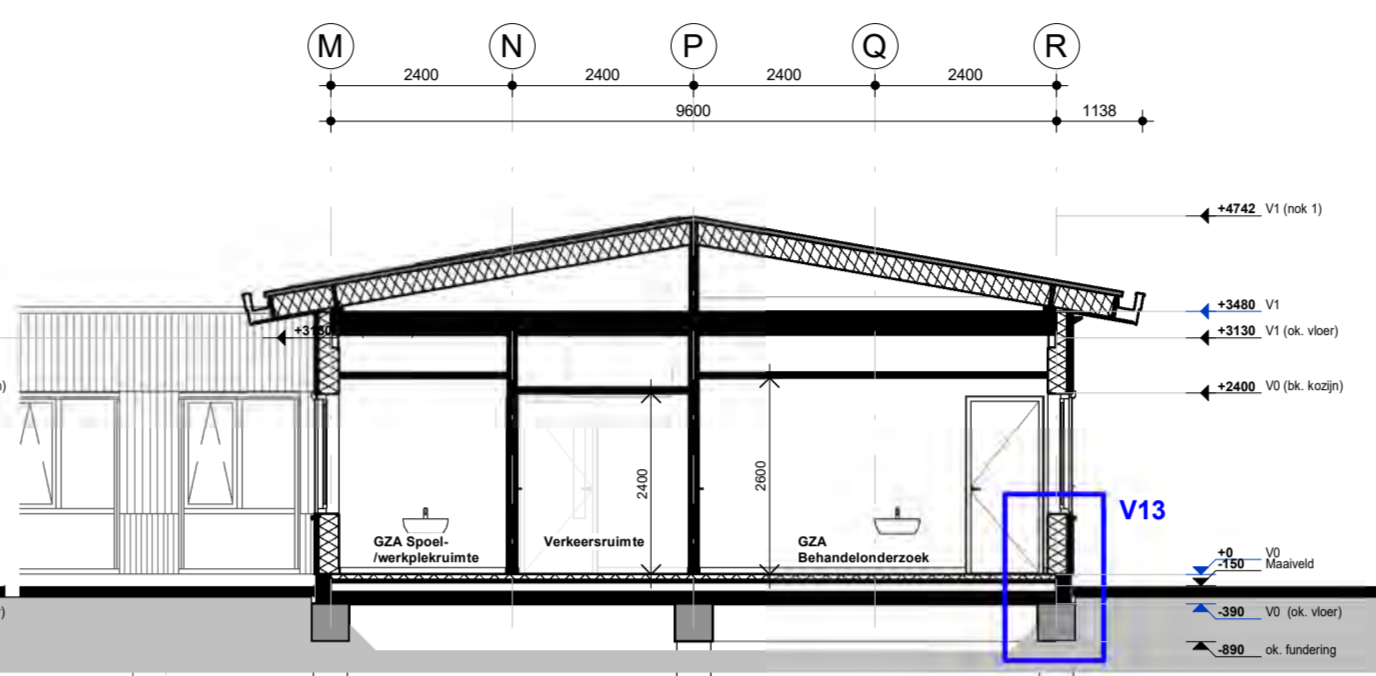 M N P Q R
2400 2400 2400 2400
9600 1138
+4742 V1 (nok 1)
+3480 V1
+3130 V1 (ok. vloer)
+2400 V0 (bk. kozijn)
2400
2600
V13
GZA Spoel-
/werkplekruimte
Verkeersruimte
GZA
Behandelonderzoek
+0 V0
-150 Maaiveld
-390 V0 (ok. vloer)
-890 ok. fundering